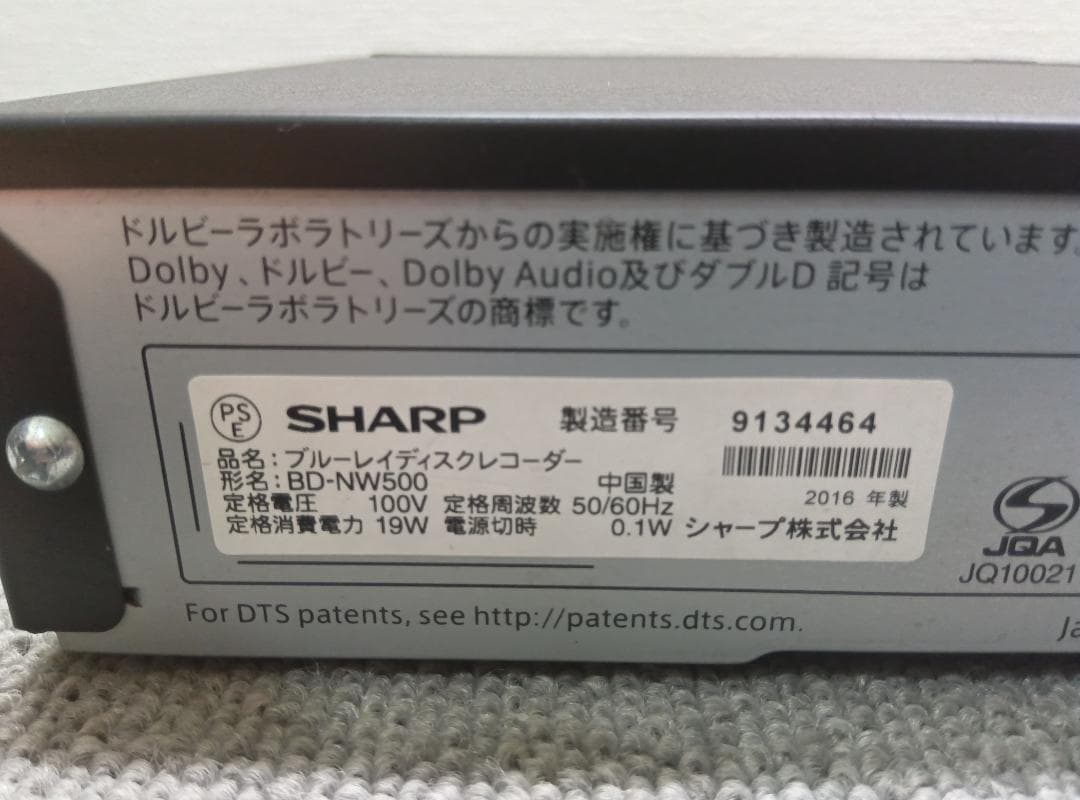 ドルビーラボラトリーズからの実施権に基づき製造されています。
Dolby、ドルビー、Dolby Audio及びダブルD 記号は
ドルビーラボラトリーズの商標です。
PSE SHARP 製造番号 9134464
品名：ブルーレイディスクレコーダー
形名：BD-NW500 中国製
2016 年製
定格電圧 100V 定格周波数 50/60Hz
定格消費電力 19W 電源切時 0.1W シャープ株式会社
JQA
JQ10021
For DTS patents, see http://patents.dts.com.